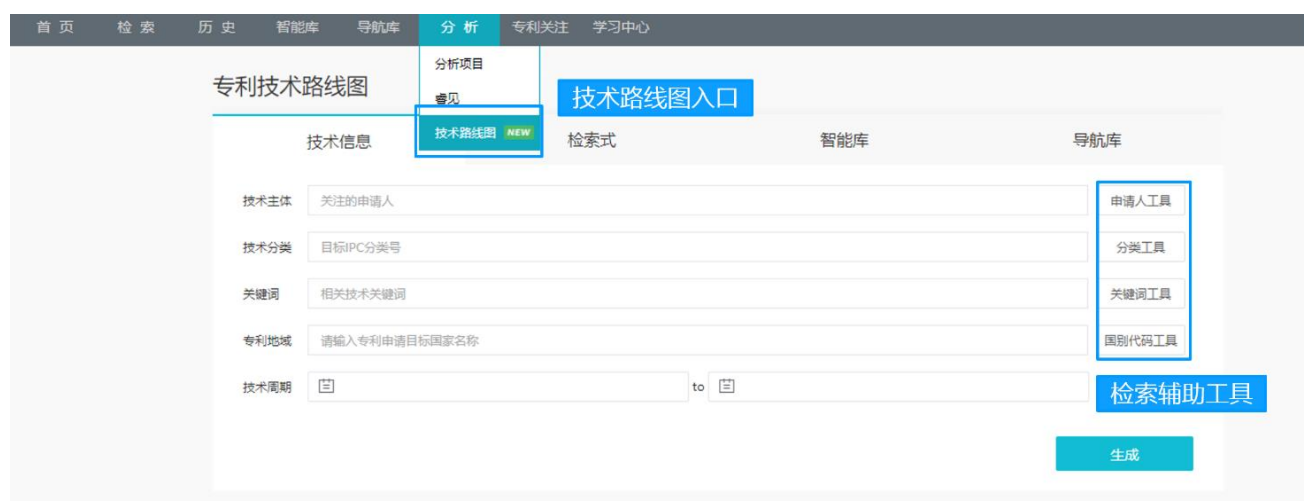 首 页 检 索 历 史 智能库 导航库 分 析 专利关注 学习中心
分析项目
专利技术路线图
睿见
技术路线图入口
技术信息
技术路线图 NEW
检索式 智能库 导航库
技术主体 关注的申请人 申请人工具
技术分类 目标IPC分类号 分类工具
关键词 相关技术关键词 关键词工具
专利地域 请输入专利申请目标国家名称 国别代码工具
技术周期 to
检索辅助工具
生成